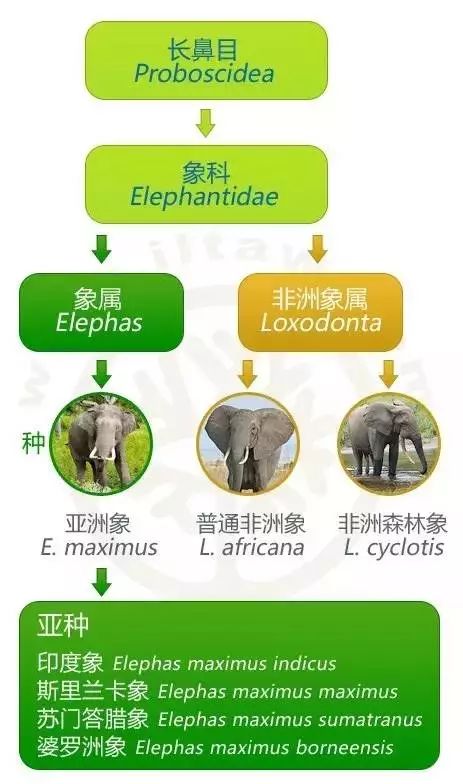 长鼻目
Proboscidea
象科
Elephantidae
象属
Elephas
非洲象属
Loxodonta
种
亚洲象
E. maximus
普通非洲象
L. africana
非洲森林象
L. cyclotis
亚种
印度象 Elephas maximus indicus
斯里兰卡象 Elephas maximus maximus
苏门答腊象 Elephas maximus sumatranus
婆罗洲象 Elephas maximus borneensis